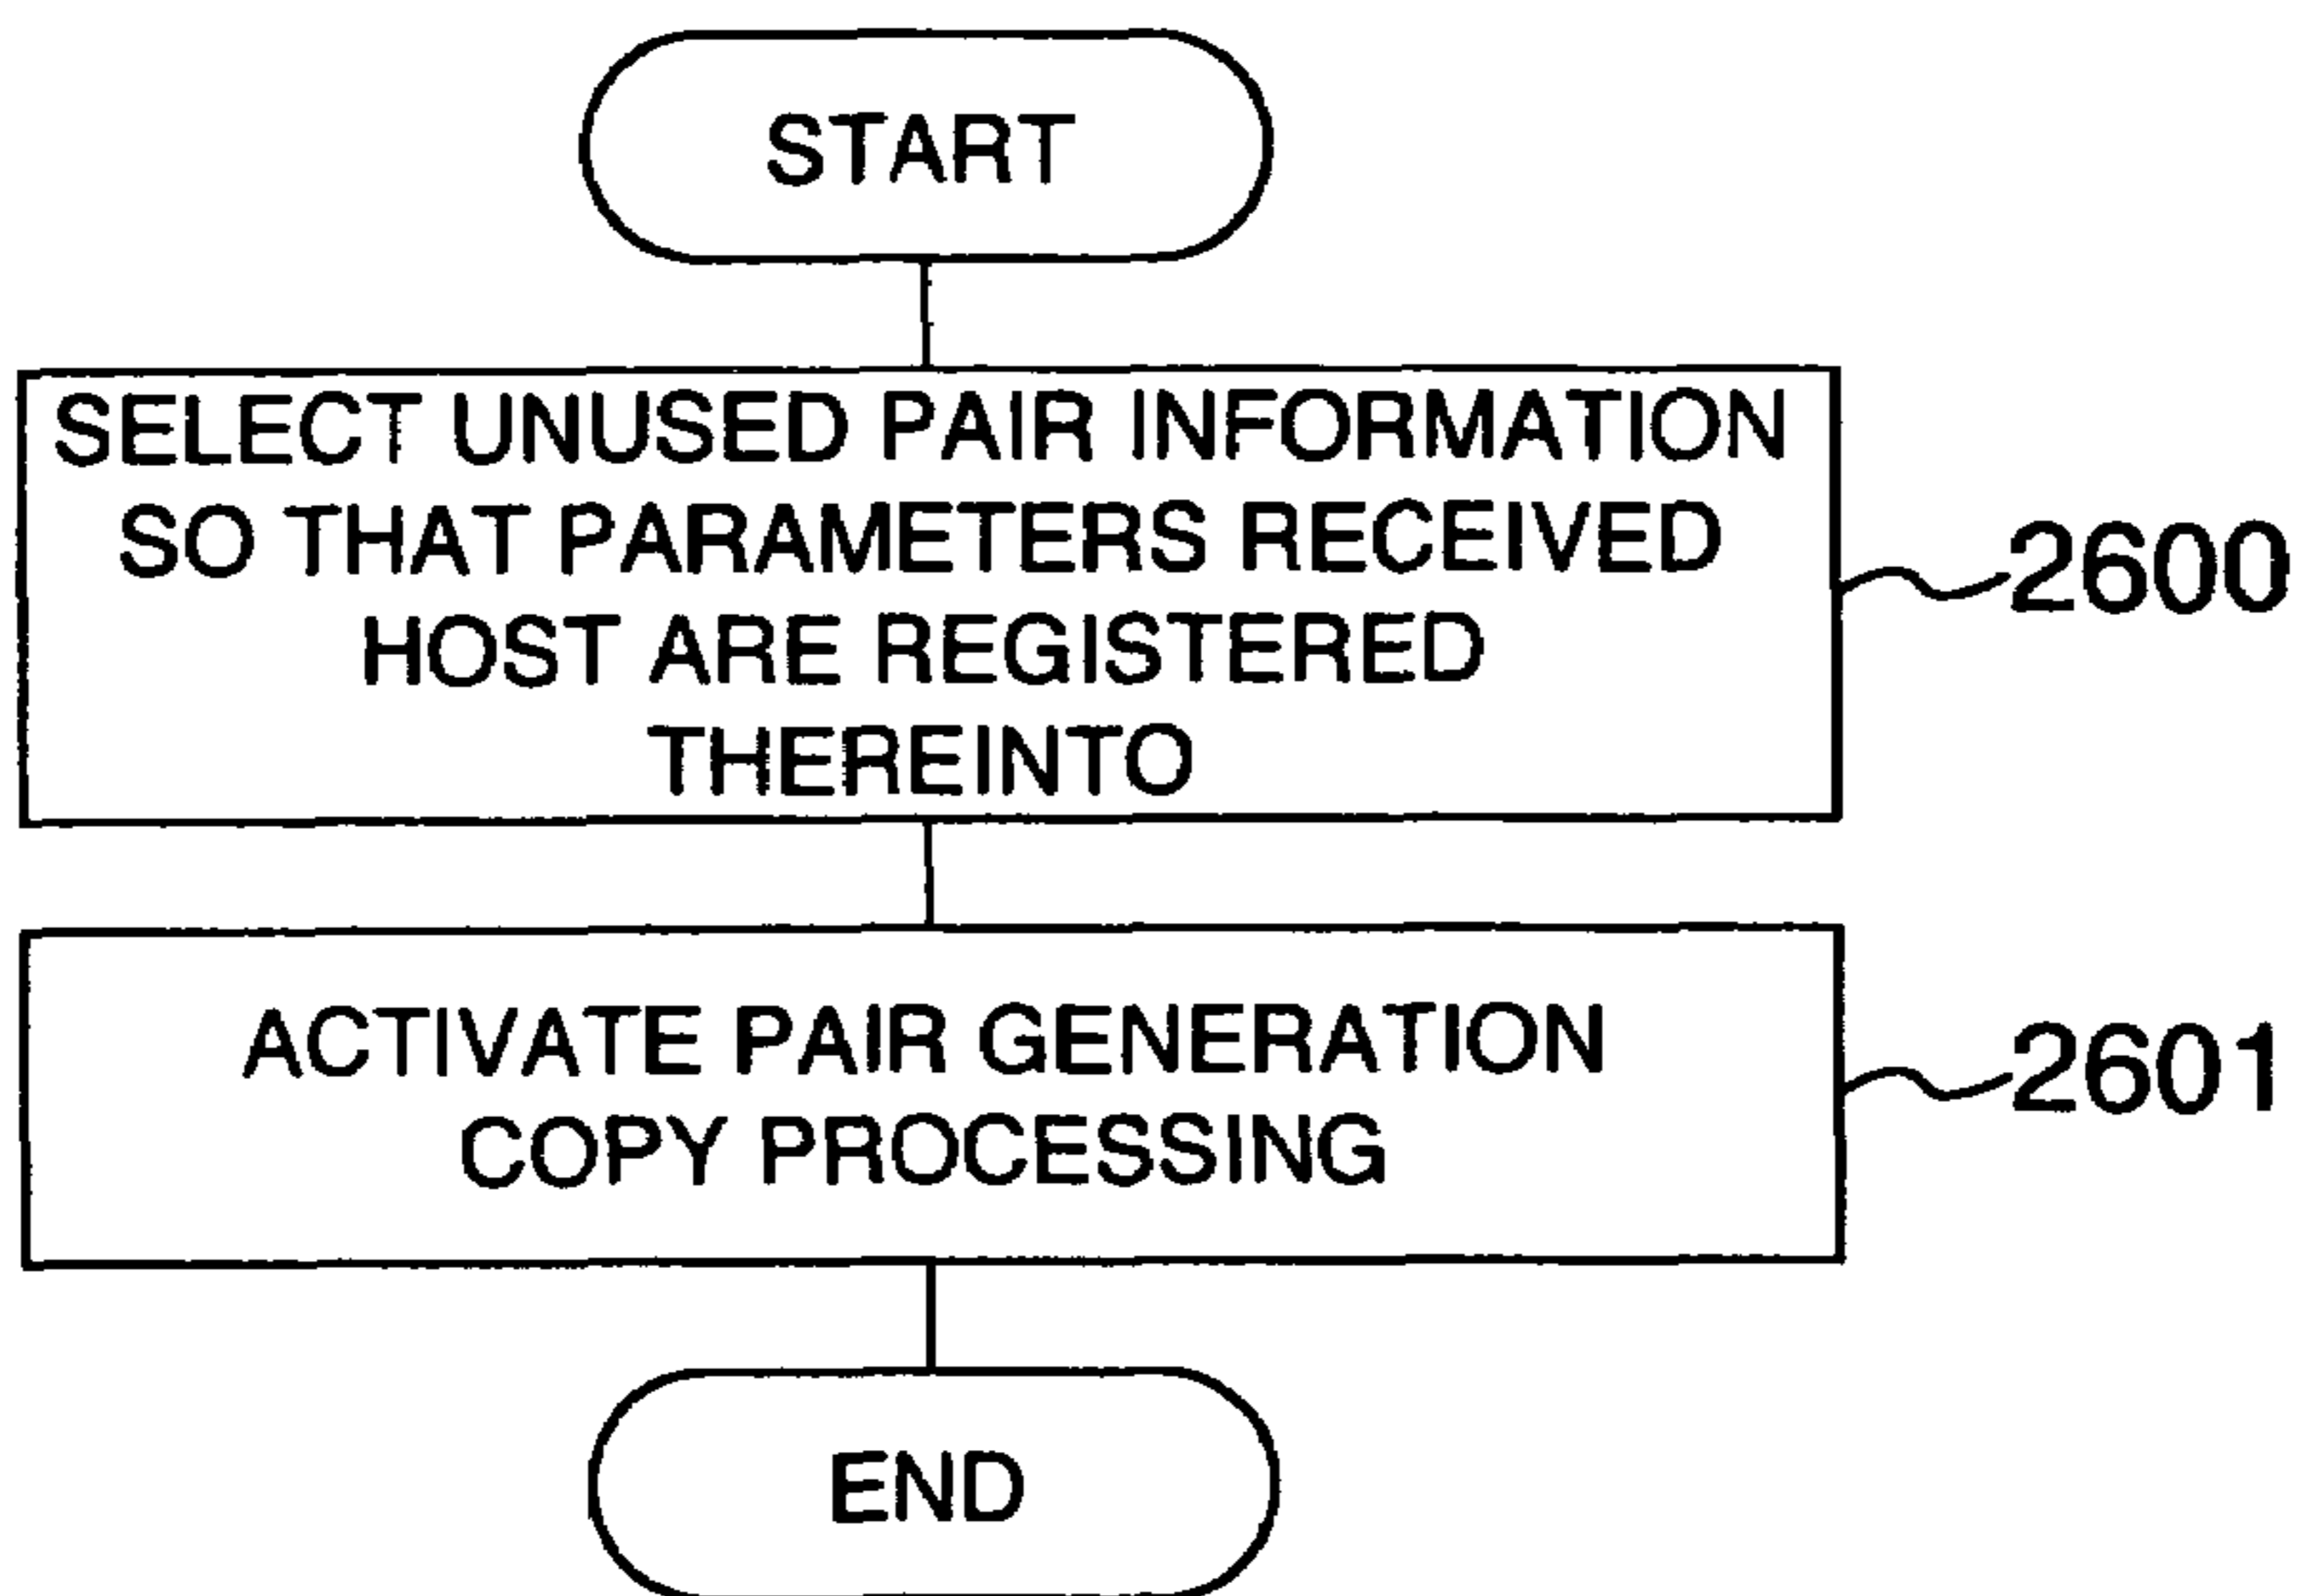 START
SELECT UNUSED PAIR INFORMATION
SO THAT PARAMETERS RECEIVED
HOST ARE REGISTERED
THEREINTO
2600
ACTIVATE PAIR GENERATION
COPY PROCESSING
2601
END